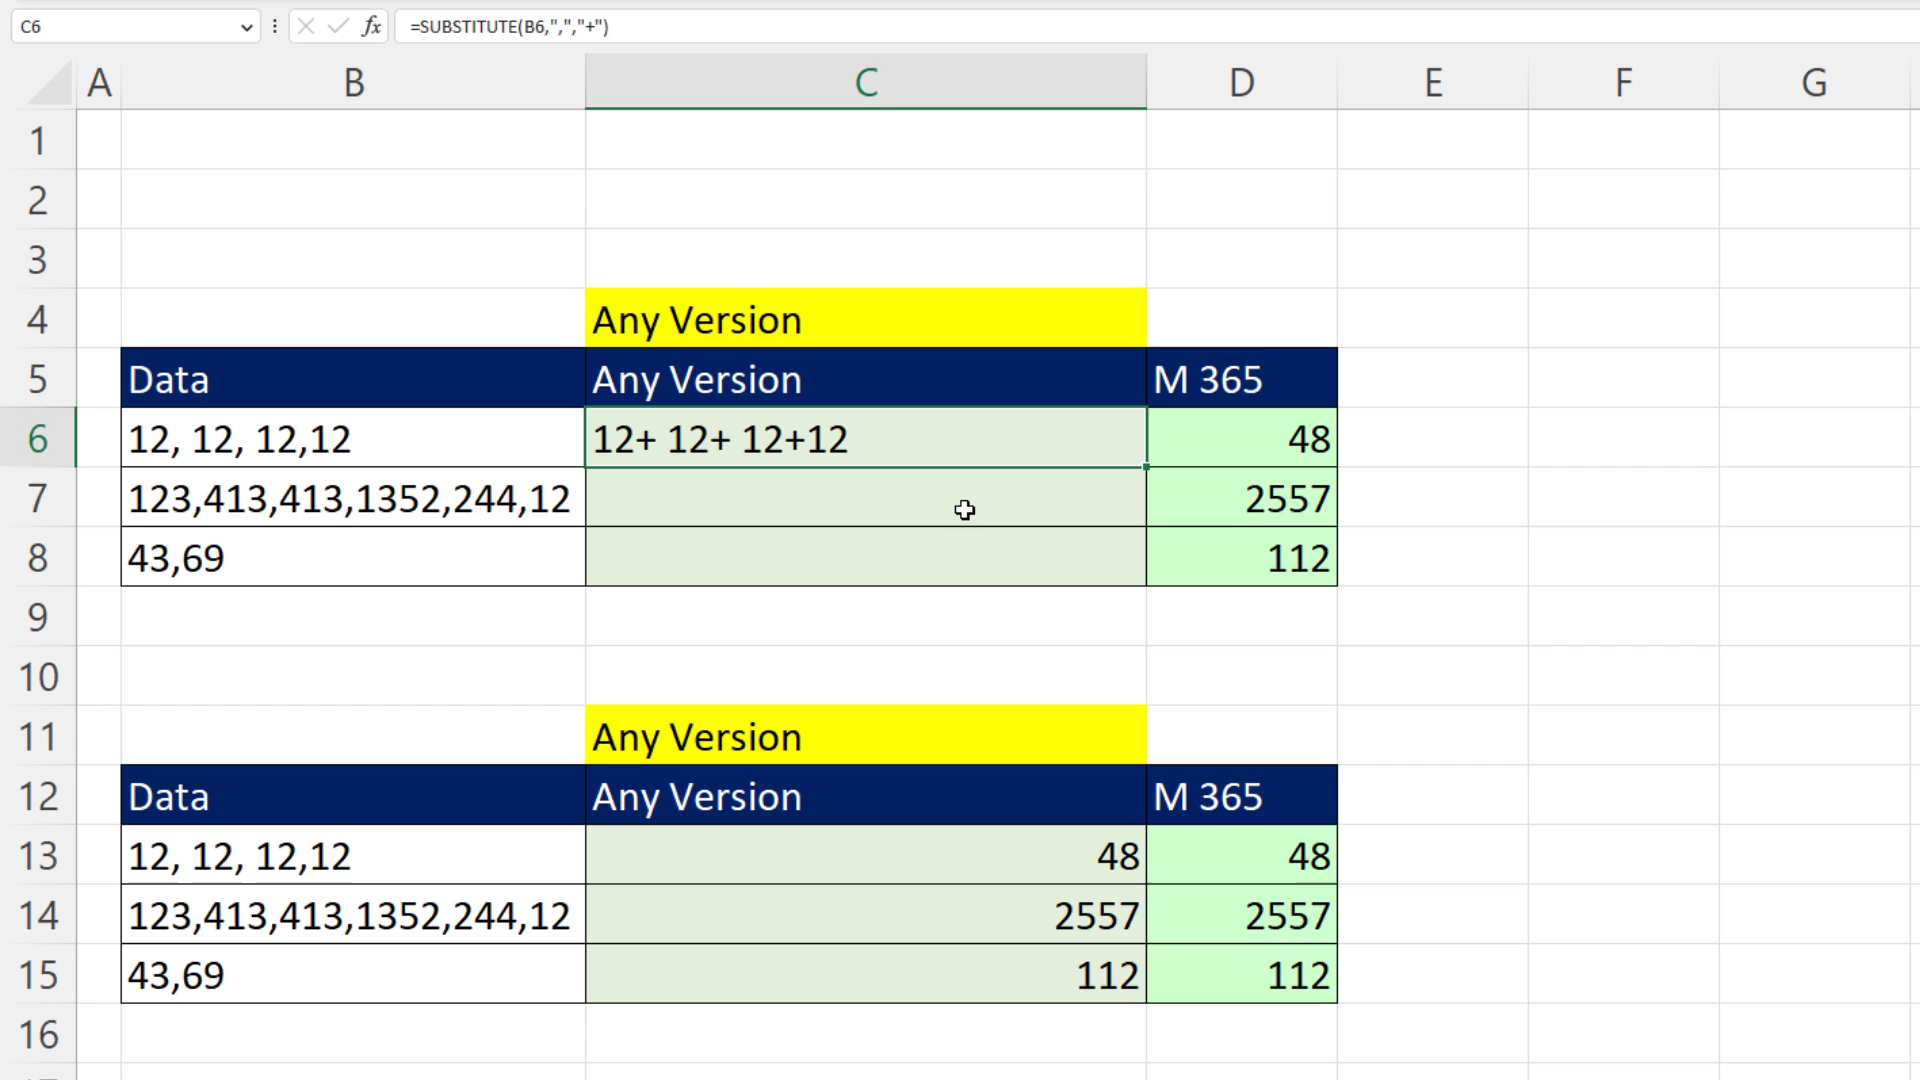 C6 fx =SUBSTITUTE(B6,",","+")
A B C D E F G
1
2
3
4 Any Version
5 Data Any Version M 365
6 12, 12, 12,12 12+ 12+ 12+12 48
7 123,413,413,1352,244,12 2557
8 43,69 112
9
10
11 Any Version
12 Data Any Version M 365
13 12, 12, 12,12 48 48
14 123,413,413,1352,244,12 2557 2557
15 43,69 112 112
16